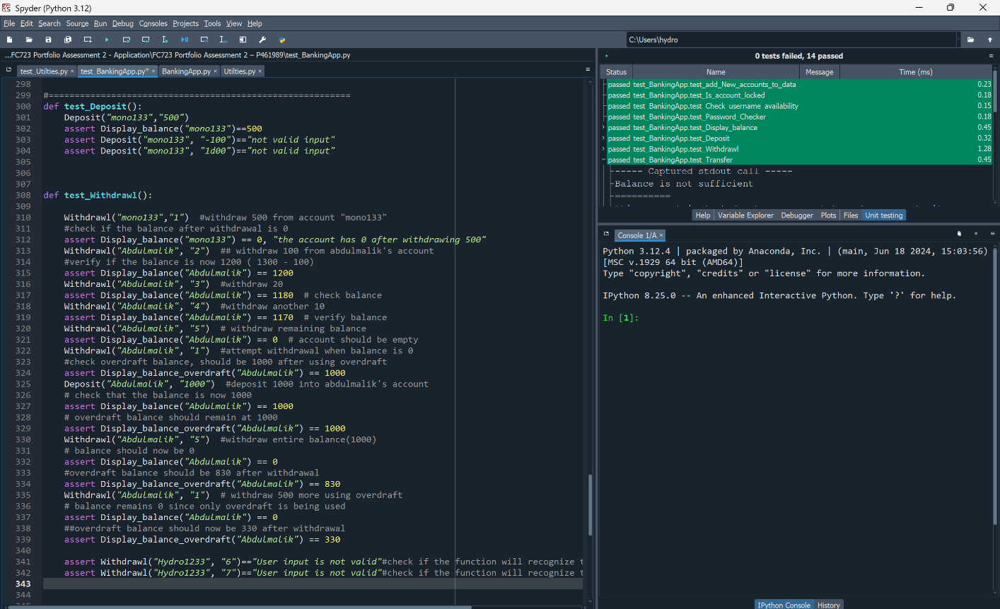 Spyder (Python 3.12)
File Edit Search Source Run Debug Consoles Projects Tools View Help
C:\Users\hydro
...FC723 Portfolio Assessment 2 - Application\FC723 Portfolio Assessment 2 – P461989\test_BankingApp.py
test_Utilties.py × test_BankingApp.py* × BankingApp.py × Utilties.py ×
298
299 #==========================================================
300 def test_Deposit():
301 Deposit("mono133","500")
302 assert Display_balance("mono133")==500
303 assert Deposit("mono133", "-100")=="not valid input"
304 assert Deposit("mono133", "1d00")=="not valid input"
305
306
307
308 def test_Withdrawl():
309
310 Withdrawl("mono133","1") #withdraw 500 from account "mono133"
311 #check if the balance after withdrawal is 0
312 assert Display_balance("mono133") == 0, "the account has 0 after withdrawing 500"
313 Withdrawl("Abdulmalik", "2") ## withdraw 100 from abdulmalik's account
314 #verify if the balance is now 1200 ( 1300 - 100)
315 assert Display_balance("Abdulmalik") == 1200
316 Withdrawl("Abdulmalik", "3") #withdraw 20
317 assert Display_balance("Abdulmalik") == 1180 # check balance
318 Withdrawl("Abdulmalik", "4") #withdraw another 10
319 assert Display_balance("Abdulmalik") == 1170 # verify balance
320 Withdrawl("Abdulmalik", "5") # withdraw remaining balance
321 assert Display_balance("Abdulmalik") == 0 # account should be empty
322 Withdrawl("Abdulmalik", "1") #attempt withdrawal when balance is 0
323 #check overdraft balance, should be 1000 after using overdraft
324 assert Display_balance_overdraft("Abdulmalik") == 1000
325 Deposit("Abdulmalik", "1000") #deposit 1000 into abdulmalik's account
326 # check that the balance is now 1000
327 assert Display_balance("Abdulmalik") == 1000
328 # overdraft balance should remain at 1000
329 assert Display_balance_overdraft("Abdulmalik") == 1000
330 Withdrawl("Abdulmalik", "5") #withdraw entire balance(1000)
331 # balance should now be 0
332 assert Display_balance("Abdulmalik") == 0
333 #overdraft balance should be 830 after withdrawal
334 assert Display_balance_overdraft("Abdulmalik") == 830
335 Withdrawl("Abdulmalik", "1") # withdraw 500 more using overdraft
336 # balance remains 0 since only overdraft is being used
337 assert Display_balance("Abdulmalik") == 0
338 ##overdraft balance should now be 330 after withdrawal
339 assert Display_balance_overdraft("Abdulmalik") == 330
340
341 assert Withdrawl("Hydro1233", "6")=="User input is not valid"#check if the function will recognize t
342 assert Withdrawl("Hydro1233", "7")=="User input is not valid"#check if the function will recognize t
343
344
0 tests failed, 14 passed
Status Name Message Time (ms)
passed test_BankingApp.test_add_New_accounts_to_data 0.23
passed test_BankingApp.test_Is_account_locked 0.18
passed test_BankingApp.test_Check_username_availability 0.15
passed test_BankingApp.test_Password_Checker 0.18
passed test_BankingApp.test_Display_balance 0.45
passed test_BankingApp.test_Deposit 0.32
passed test_BankingApp.test_Withdrawl 1.28
passed test_BankingApp.test_Transfer 0.45
----- Captured stdout call -----
Balance is not sufficient
==========
Help Variable Explorer Debugger Plots Files Unit testing
Console 1/A ×
Python 3.12.4 | packaged by Anaconda, Inc. | (main, Jun 18 2024, 15:03:56)
[MSC v.1929 64 bit (AMD64)]
Type "copyright", "credits" or "license" for more information.
IPython 8.25.0 -- An enhanced Interactive Python. Type '?' for help.
In [1]:
IPython Console History